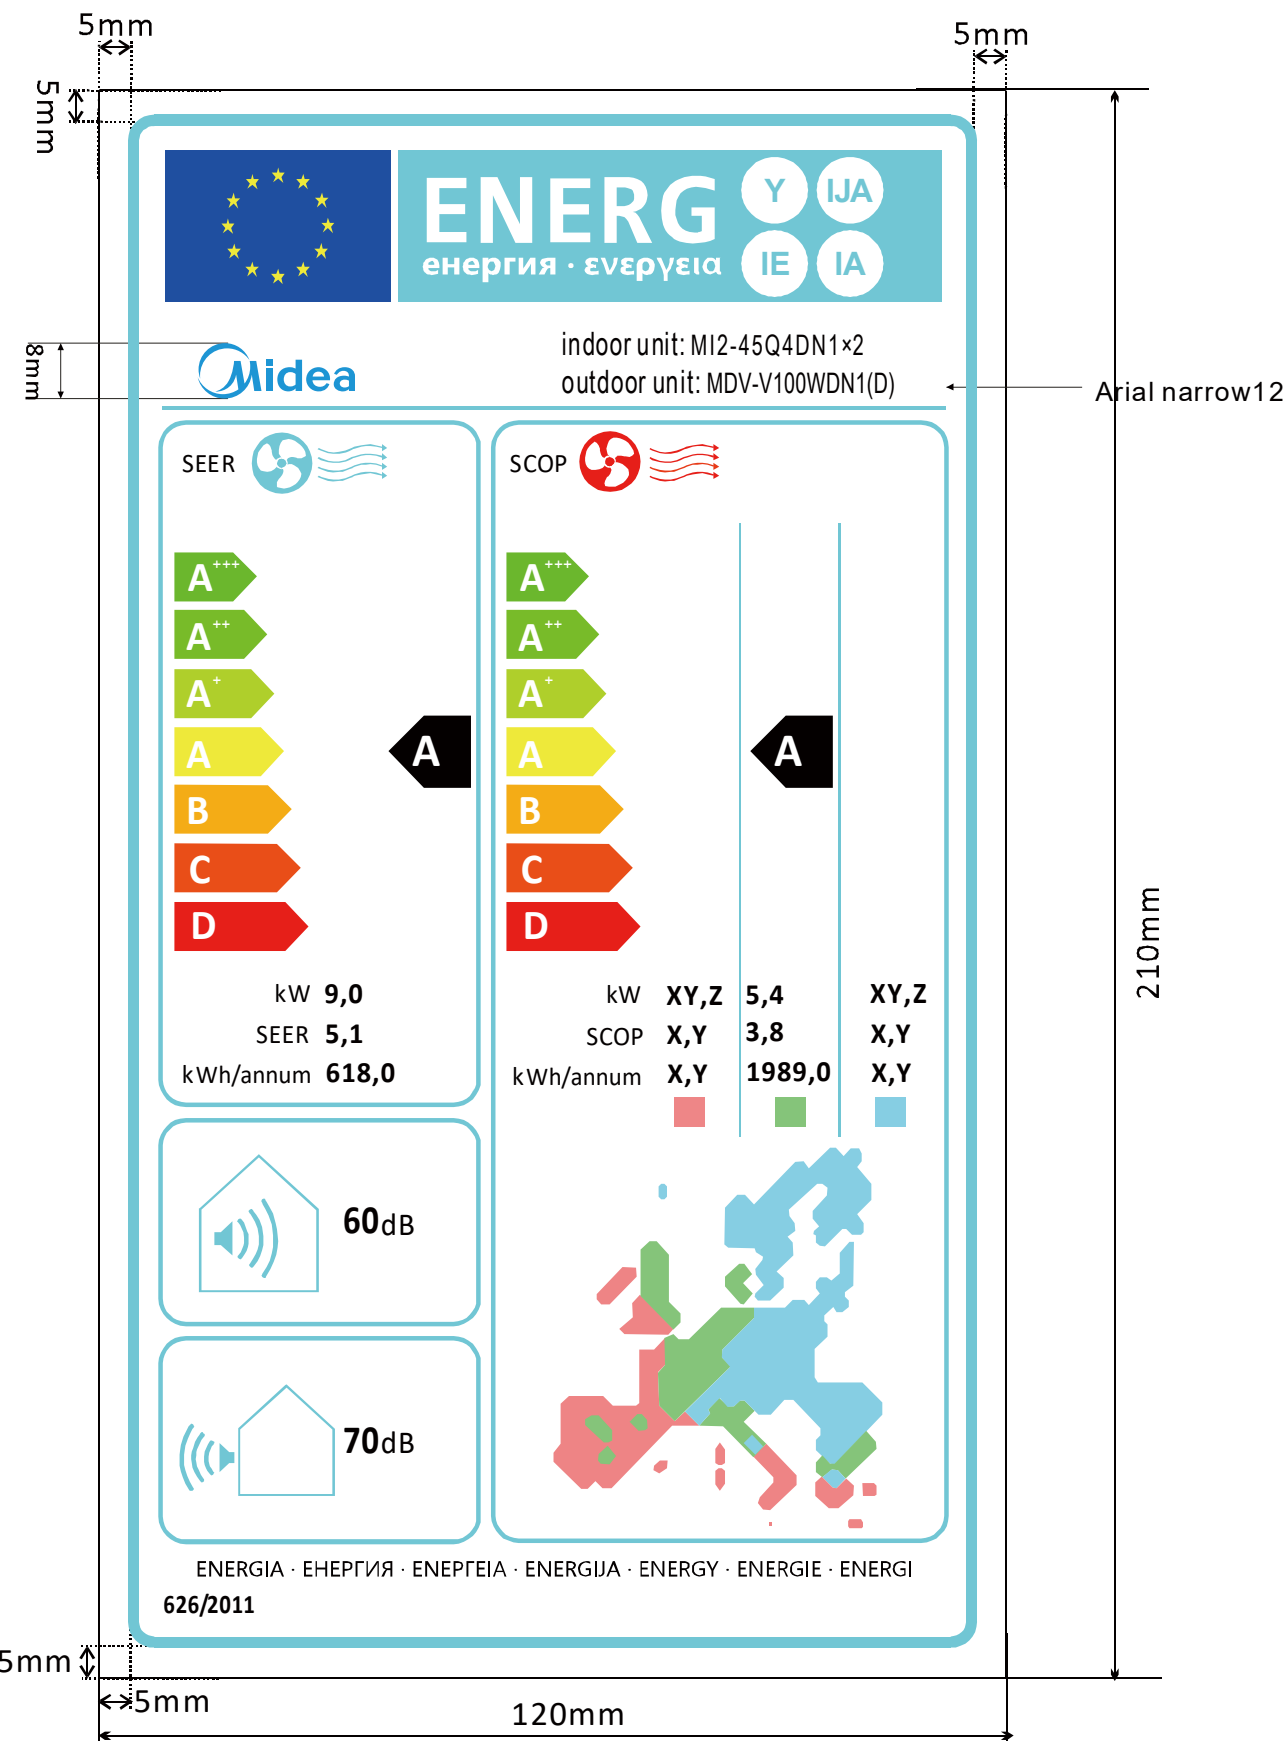 5mm
5mm
5mm
ENERG
Y
IJA
енергия · ενεργεια
IE
IA
8mm
Midea
indoor unit: MI2-45Q4DN1×2
outdoor unit: MDV-V100WDN1(D)
Arial narrow12
SEER
SCOP
A+++
A++
A+
A
B
C
D
A
A+++
A++
A+
A
B
C
D
A
kW 9,0
SEER 5,1
kWh/annum 618,0
kW XY,Z 5,4 XY,Z
SCOP X,Y 3,8 X,Y
kWh/annum X,Y 1989,0 X,Y
210mm
60dB
70dB
ENERGIA · ЕНЕРГИЯ · ΕΝΕΡΓΕΙΑ · ENERGIJA · ENERGY · ENERGIE · ENERGI
626/2011
5mm
5mm
120mm